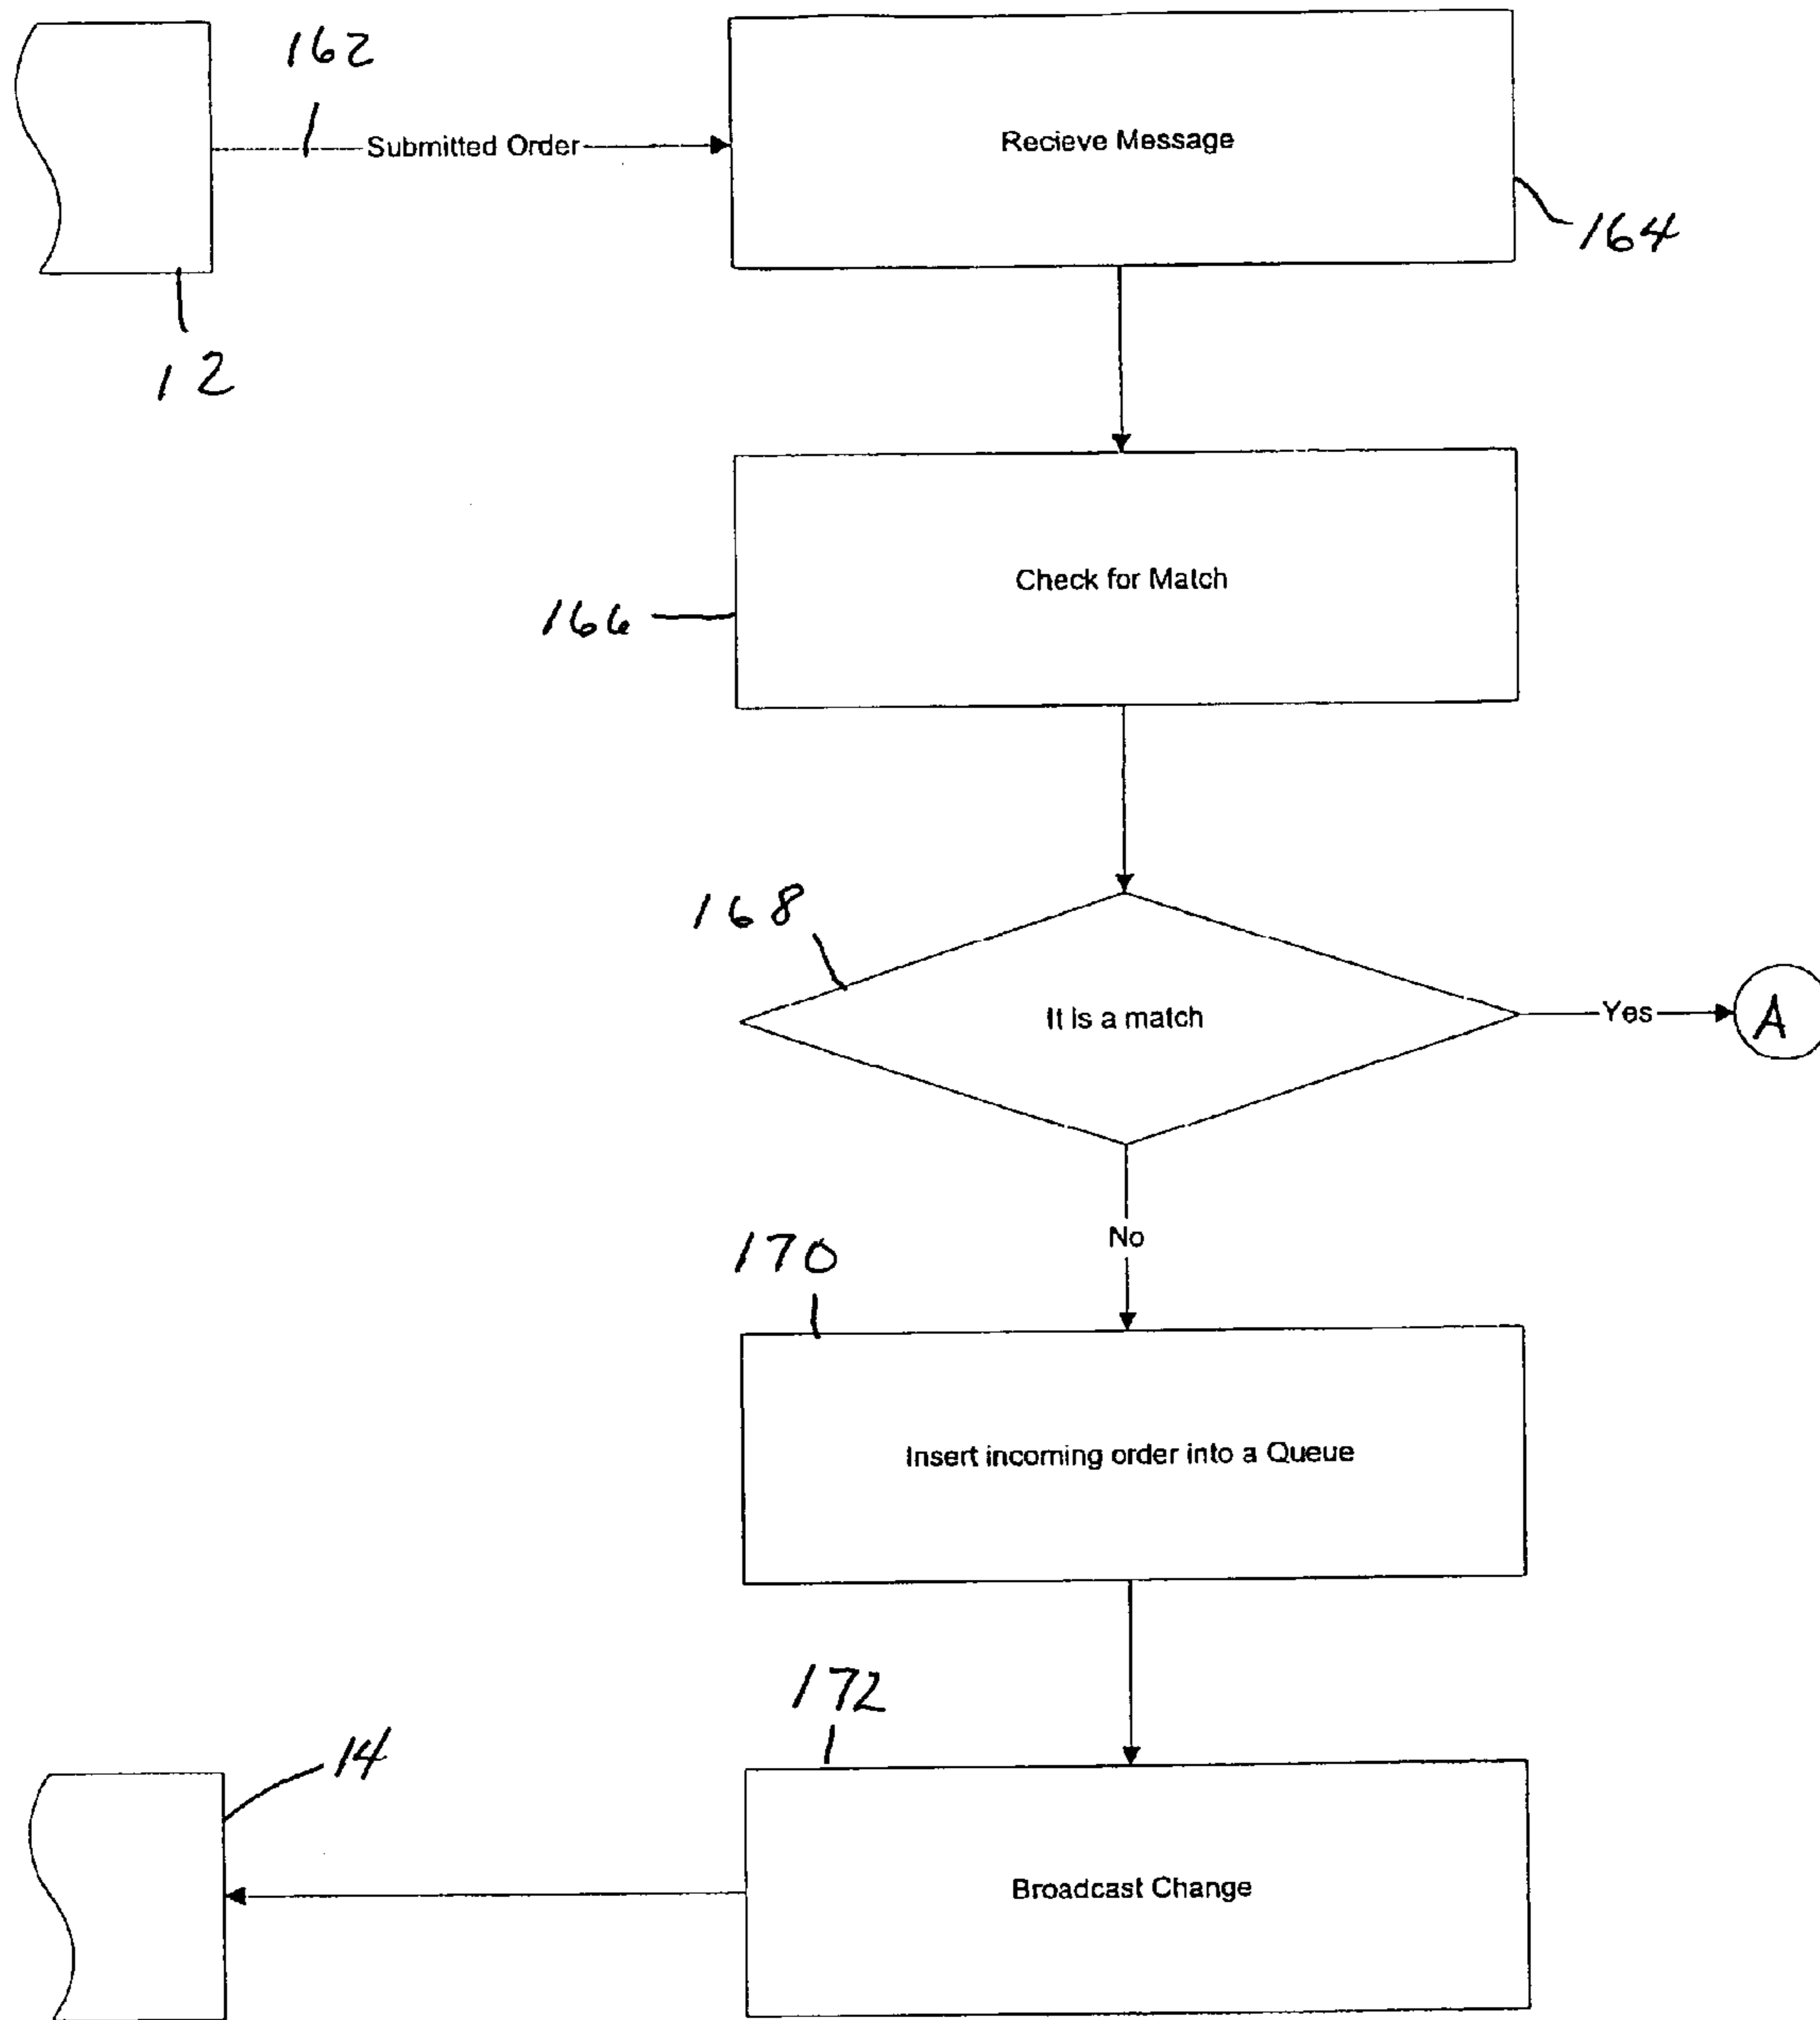 162
Submitted Order
Recieve Message
164
12
Check for Match
166
168
It is a match
Yes
A
No
170
Insert incoming order into a Queue
172
14
Broadcast Change